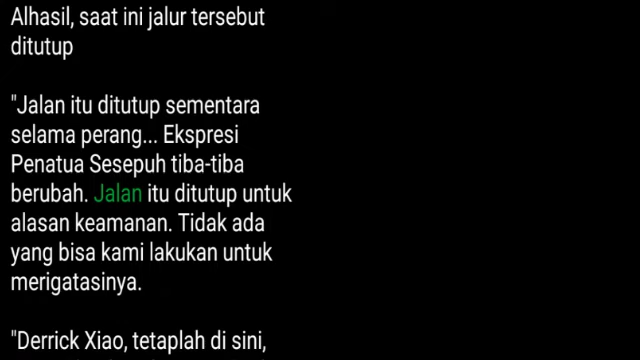 Alhasil, saat ini jalur tersebut
ditutup
"Jalan itu ditutup sementara
selama perang... Ekspresi
Penatua Sesepuh tiba-tiba
berubah. Jalan itu ditutup untuk
alasan keamanan. Tidak ada
yang bisa kami lakukan untuk
merigatasinya.
"Derrick Xiao, tetaplah di sini,